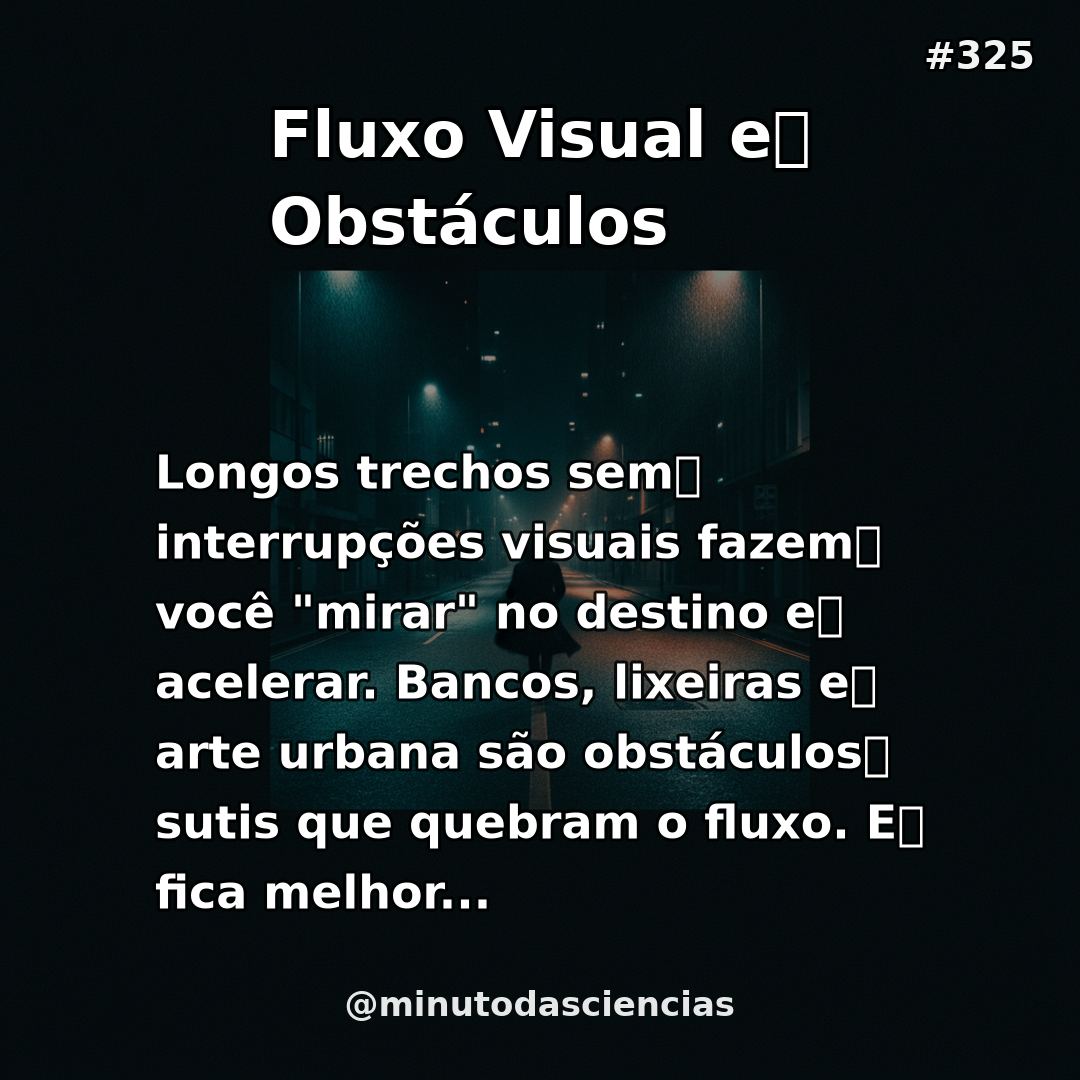 #325
Fluxo Visual e
Obstáculos
Longos trechos sem
interrupções visuais fazem
você "mirar" no destino e
acelerar. Bancos, lixeiras e
arte urbana são obstáculos
sutis que quebram o fluxo. E
fica melhor...
@minutodasciencias